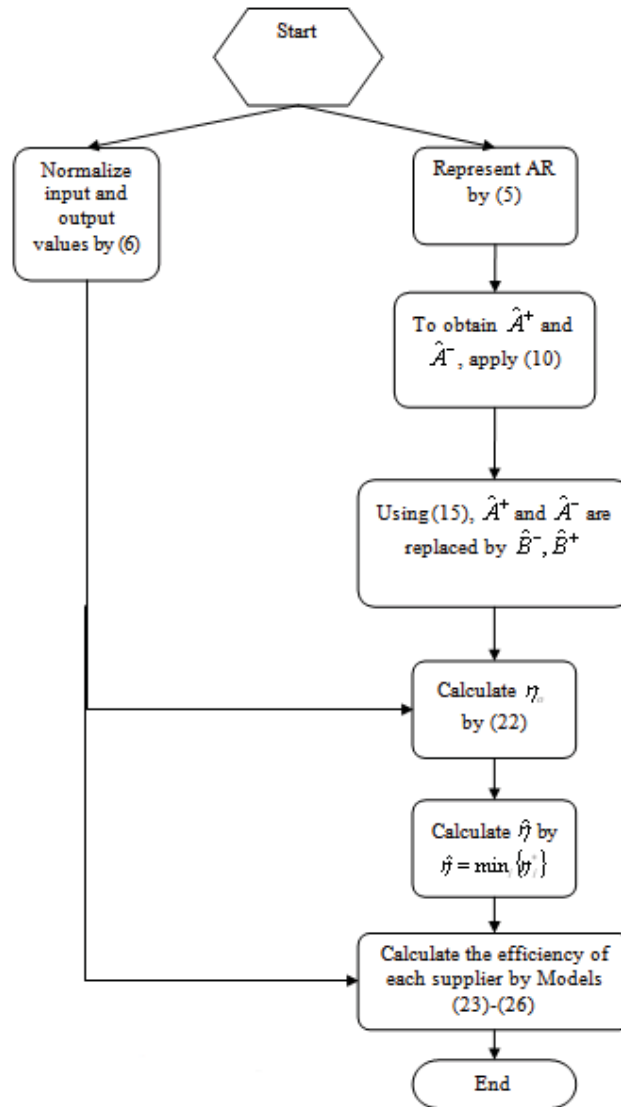 Start
Normalize
input and
output
values by (6)
Represent AR
by (5)
To obtain Â⁺ and
Â⁻, apply (10)
Using (15), Â⁺ and Â⁻ are
replaced by B̂⁻, B̂⁺
Calculate ηₒ
by (22)
Calculate η̂ by
η̂ = min {η}
Calculate the efficiency of
each supplier by Models
(23)-(26)
End